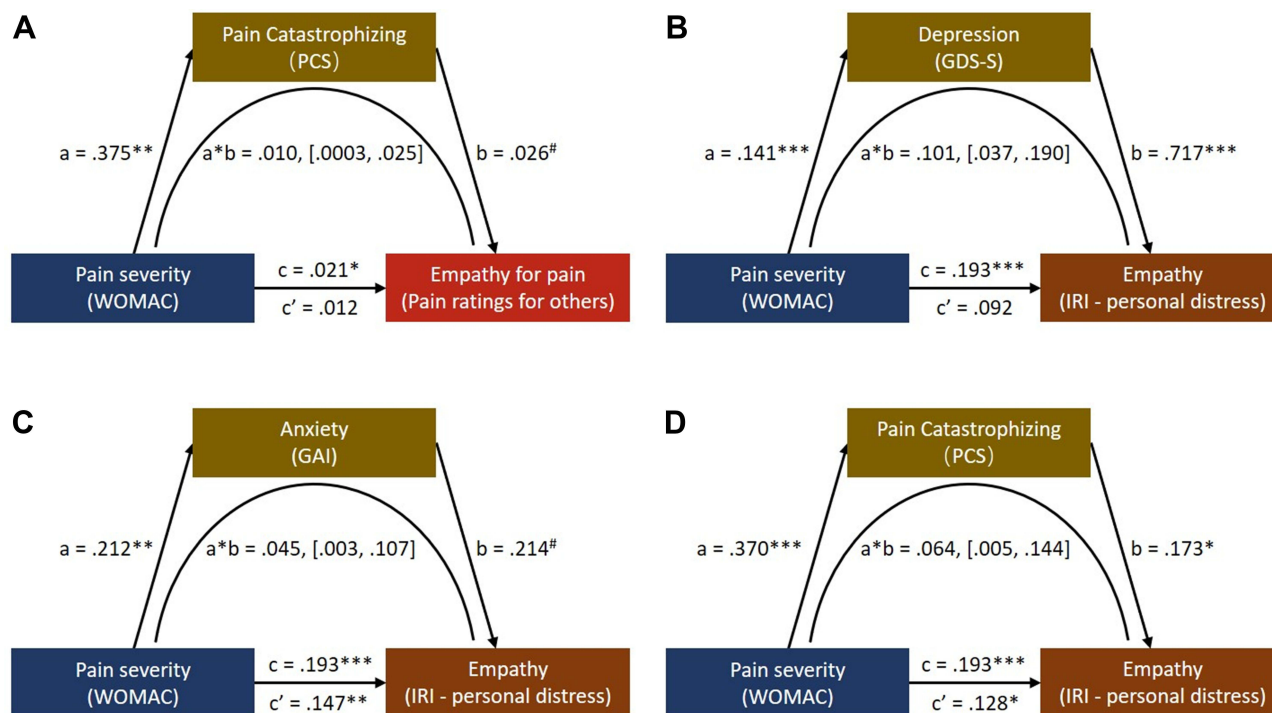 A
Pain Catastrophizing
（PCS）
a = .375**
a*b = .010, [.0003, .025]
b = .026#
Pain severity
(WOMAC)
c = .021*
c’ = .012
Empathy for pain
(Pain ratings for others)
B
Depression
(GDS-S)
a = .141***
a*b = .101, [.037, .190]
b = .717***
Pain severity
(WOMAC)
c = .193***
c’ = .092
Empathy
(IRI - personal distress)
C
Anxiety
(GAI)
a = .212**
a*b = .045, [.003, .107]
b = .214#
Pain severity
(WOMAC)
c = .193***
c’ = .147**
Empathy
(IRI - personal distress)
D
Pain Catastrophizing
（PCS）
a = .370***
a*b = .064, [.005, .144]
b = .173*
Pain severity
(WOMAC)
c = .193***
c’ = .128*
Empathy
(IRI - personal distress)